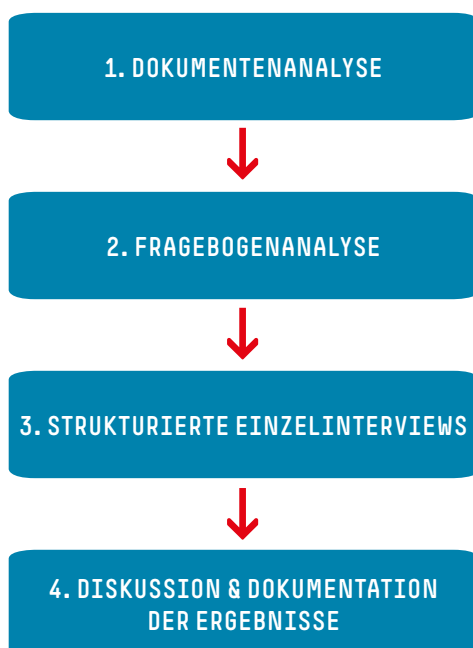 1. DOKUMENTENANALYSE
2. FRAGEBOGENANALYSE
3. STRUKTURIERTE EINZELINTERVIEWS
4. DISKUSSION & DOKUMENTATION
DER ERGEBNISSE